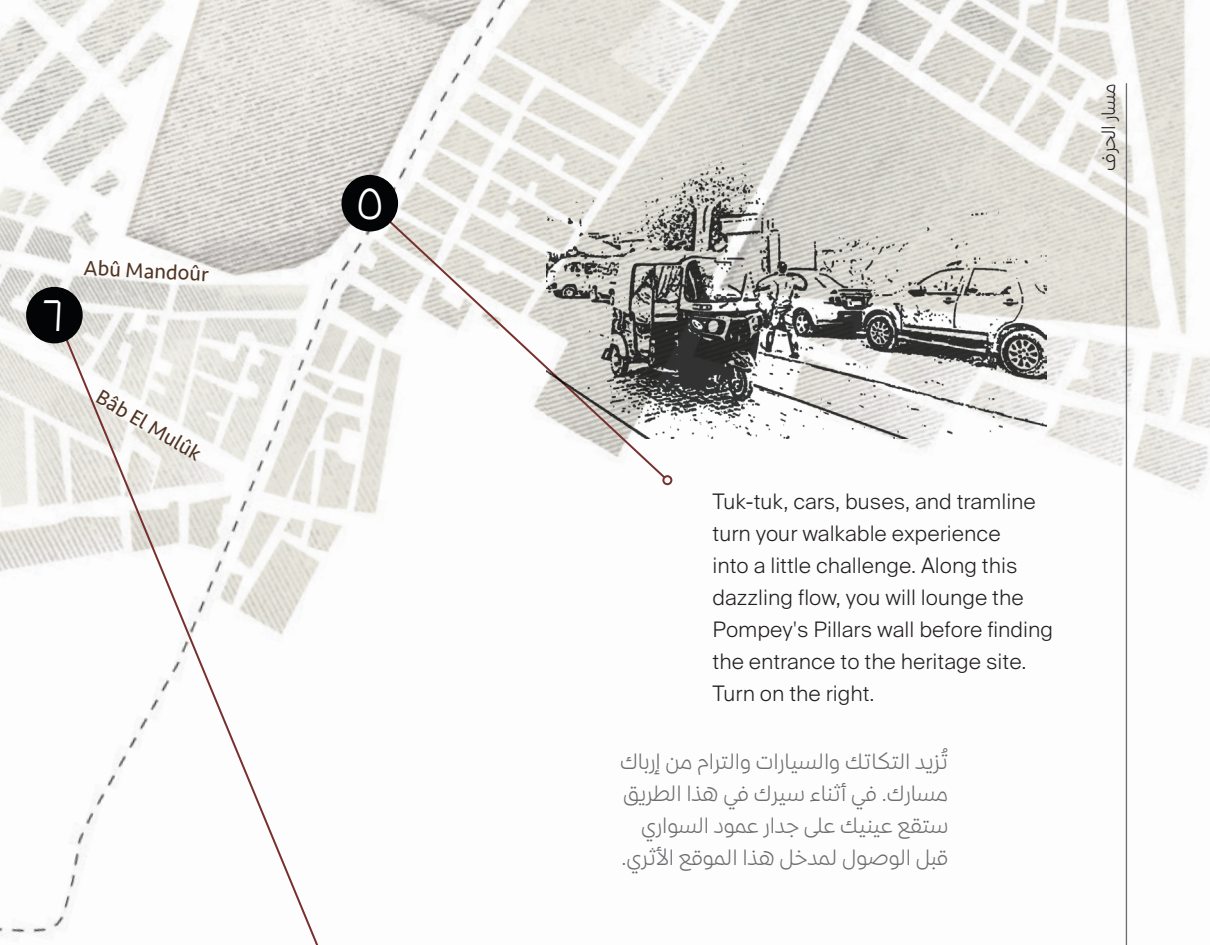 مسار الحرف
٥
Abû Mandoûr
٦
Bâb El Mulûk
Tuk-tuk, cars, buses, and tramline
turn your walkable experience
into a little challenge. Along this
dazzling flow, you will lounge the
Pompey's Pillars wall before finding
the entrance to the heritage site.
Turn on the right.
تُزيد التكاتك والسيارات والترام من إرباك
مسارك. في أثناء سيرك في هذا الطريق
ستقع عينيك على جدار عمود السواري
قبل الوصول لمدخل هذا الموقع الأثري.